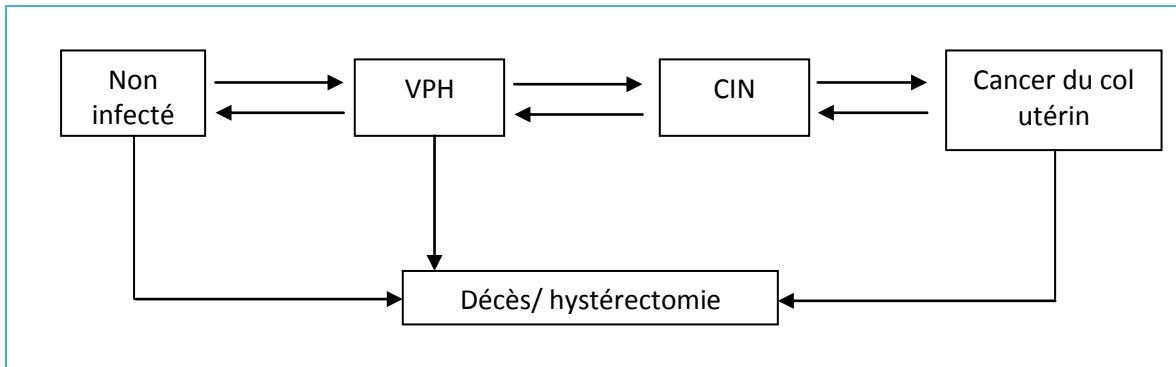 Non
infecté
VPH
CIN
Cancer du col
utérin
Décès/ hystérectomie